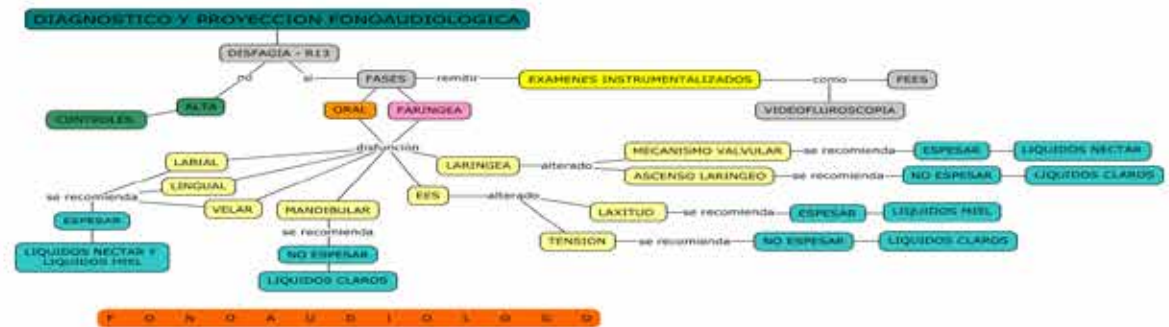 DIAGNOSTICO Y PROYECCION FONOAUDIOLOGICA
DISFAGIA - R13
no
si
FASES
remitir
EXAMENES INSTRUMENTALIZADOS
como
FEES
ALTA
CONTROLES
ORAL
FARINGEA
VIDEOFLUROSCOPIA
disfunción
LABIAL
LINGUAL
VELAR
se recomienda
ESPESAR
LIQUIDOS NECTAR Y
LIQUIDOS MIEL
MANDIBULAR
se recomienda
NO ESPESAR
LIQUIDOS CLAROS
LARINGEA
alterado
MECANISMO VALVULAR
se recomienda
ESPESAR
LIQUIDOS NECTAR
ASCENSO LARINGEO
se recomienda
NO ESPESAR
LIQUIDOS CLAROS
EES
alterado
LAXITUD
se recomienda
ESPESAR
LIQUIDOS MIEL
TENSION
se recomienda
NO ESPESAR
LIQUIDOS CLAROS
F O N O A U D I O L O G O